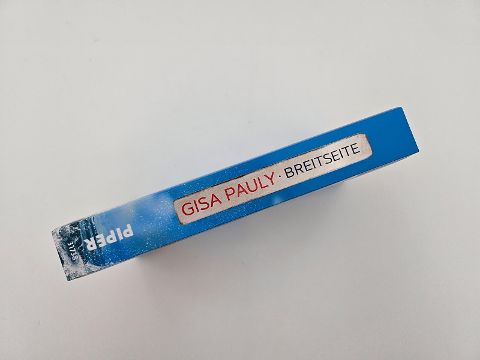 GISA PAULY · BREITSEITE
PIPER